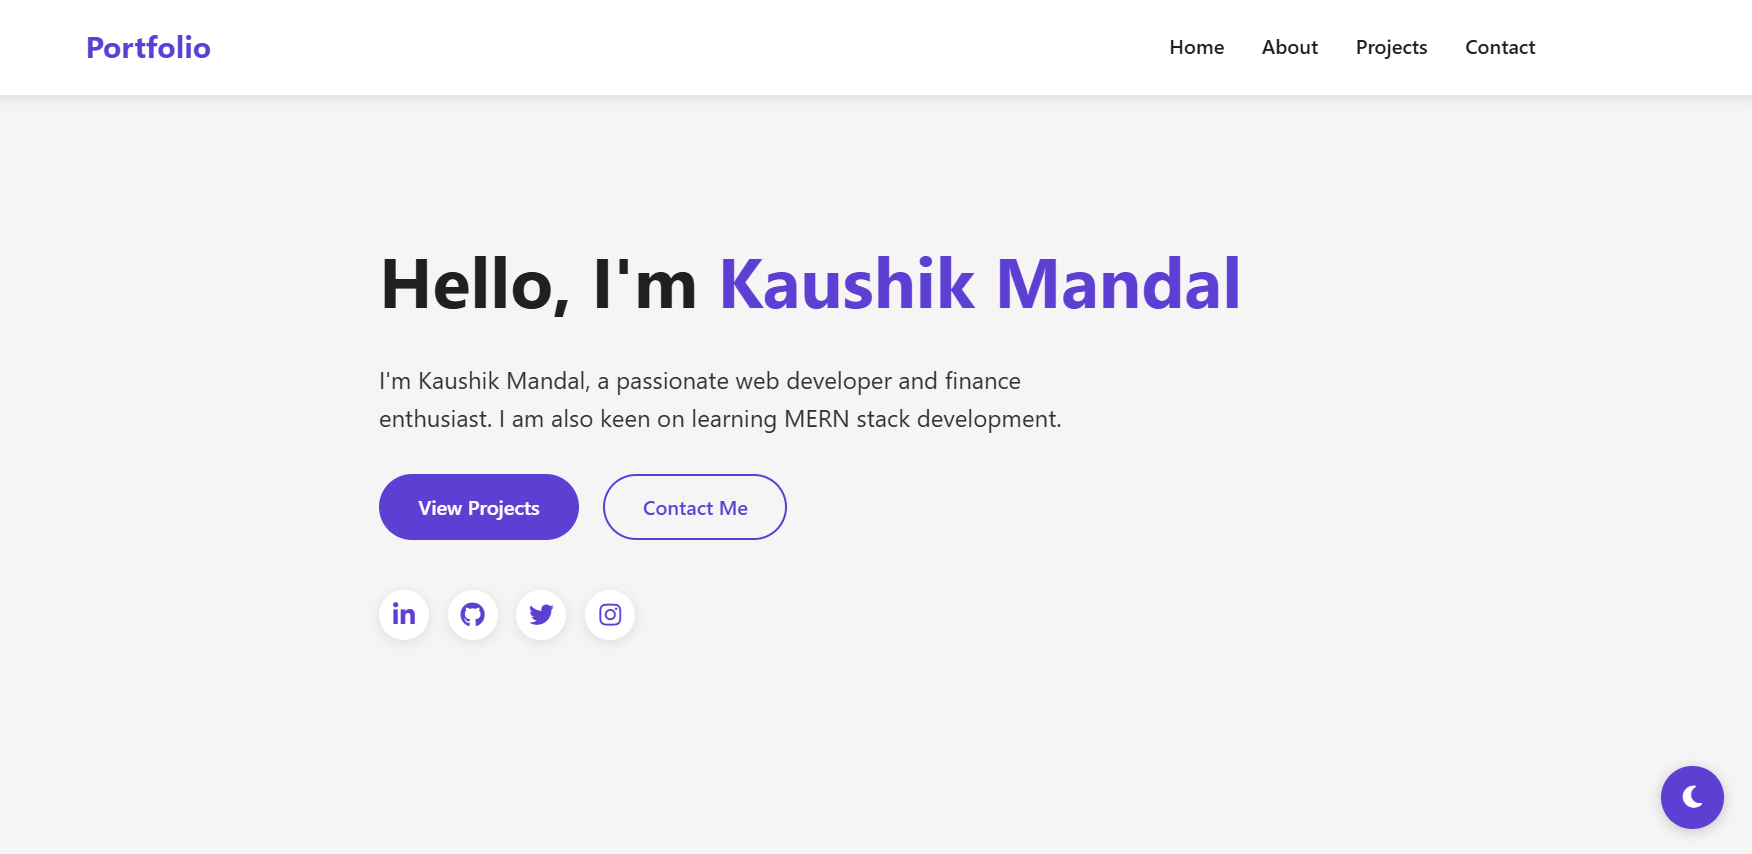 Portfolio
Home About Projects Contact
Hello, I'm Kaushik Mandal
I'm Kaushik Mandal, a passionate web developer and finance
enthusiast. I am also keen on learning MERN stack development.
View Projects
Contact Me